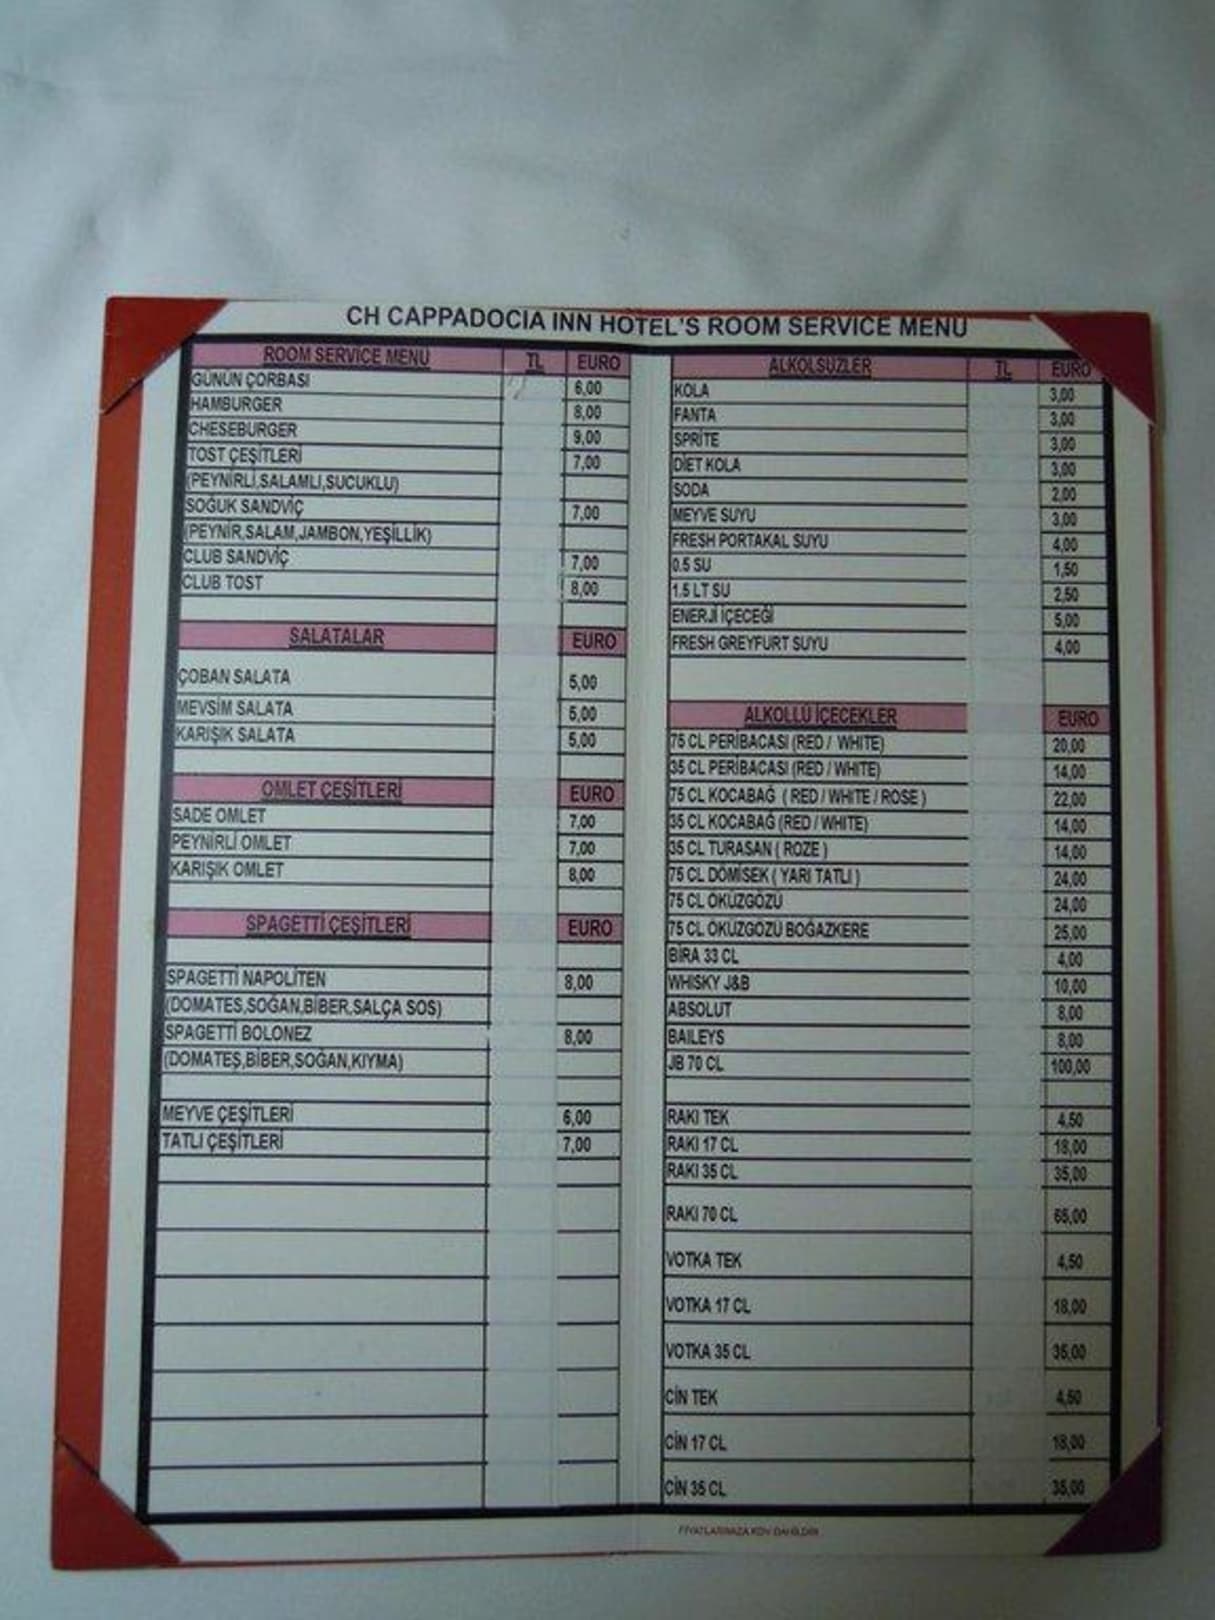 CH CAPPADOCIA INN HOTEL'S ROOM SERVICE MENU
ROOM SERVICE MENU TL EURO
GÜNÜN ÇORBASI 6,00
HAMBURGER 8,00
CHESEBURGER 9,00
TOST ÇEŞİTLERİ 7,00
(PEYNİRLİ,SALAMLI,SUCUKLU)
SOĞUK SANDVİÇ 7,00
(PEYNİR,SALAM,JAMBON,YEŞİLLİK)
CLUB SANDVİÇ 7,00
CLUB TOST 8,00
SALATALAR EURO
ÇOBAN SALATA 5,00
MEVSİM SALATA 5,00
KARIŞIK SALATA 5,00
OMLET ÇEŞİTLERİ EURO
SADE OMLET 7,00
PEYNİRLİ OMLET 7,00
KARIŞIK OMLET 8,00
SPAGETTİ ÇEŞİTLERİ EURO
SPAGETTİ NAPOLİTEN 8,00
(DOMATES,SOĞAN,BİBER,SALÇA SOS)
SPAGETTİ BOLONEZ 8,00
(DOMATEŞ,BİBER,SOĞAN,KIYMA)
MEYVE ÇEŞİTLERİ 6,00
TATLI ÇEŞİTLERİ 7,00
ALKOLSÜZLER TL EURO
KOLA 3,00
FANTA 3,00
SPRİTE 3,00
DİET KOLA 3,00
SODA 2,00
MEYVE SUYU 3,00
FRESH PORTAKAL SUYU 4,00
0.5 SU 1,50
1.5 LT SU 2,50
ENERJİ İÇECEĞİ 5,00
FRESH GREYFURT SUYU 4,00
ALKOLLÜ İÇECEKLER EURO
75 CL PERİBACASI (RED / WHITE) 20,00
35 CL PERİBACASI (RED / WHITE) 14,00
75 CL KOCABAĞ ( RED / WHITE / ROSE ) 22,00
35 CL KOCABAĞ (RED / WHITE) 14,00
35 CL TURASAN ( ROZE ) 14,00
75 CL DÖMİSEK ( YARI TATLI ) 24,00
75 CL ÖKÜZGÖZÜ 24,00
75 CL ÖKÜZGÖZÜ BOĞAZKERE 25,00
BİRA 33 CL 4,00
WHISKY J&B 10,00
ABSOLUT 8,00
BAILEYS 8,00
JB 70 CL 100,00
RAKI TEK 4,50
RAKI 17 CL 18,00
RAKI 35 CL 35,00
RAKI 70 CL 65,00
VOTKA TEK 4,50
VOTKA 17 CL 18,00
VOTKA 35 CL 35,00
CİN TEK 4,50
CİN 17 CL 18,00
CİN 35 CL 35,00
FİYATLARIMIZA KDV DAHİLDİR